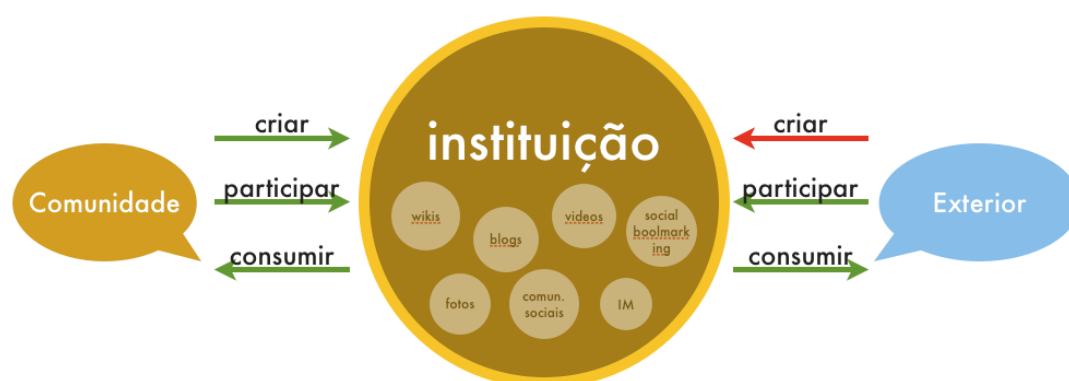 criar
participar
consumir
Comunidade
instituição
wikis
blogs
videos
social
boolmark
ing
fotos
comun.
sociais
IM
criar
participar
consumir
Exterior